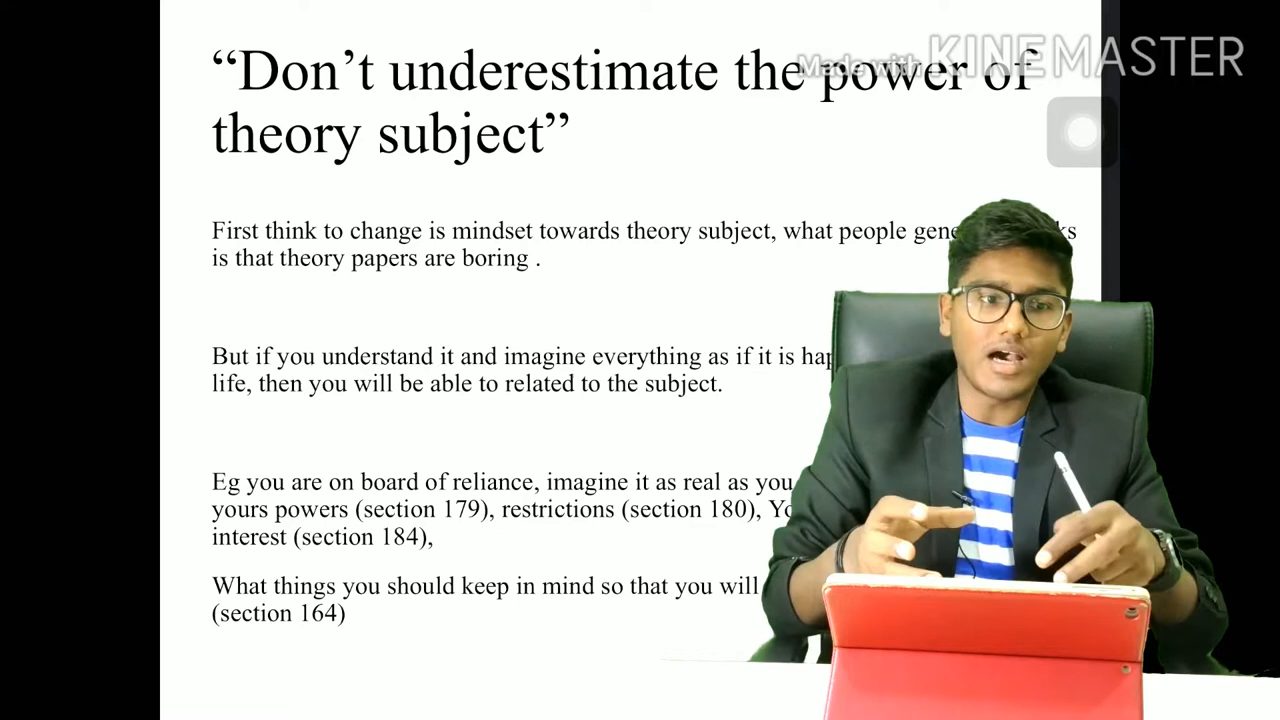 “Don’t underestimate the power of
theory subject”
Made with KINEMASTER
First think to change is mindset towards theory subject, what people
is that theory papers are boring .
But if you understand it and imagine everything as if it is
life, then you will be able to related to the subject.
Eg you are on board of reliance, imagine it as real as you
yours powers (section 179), restrictions (section 180),
interest (section 184),
What things you should keep in mind so that you will
(section 164)